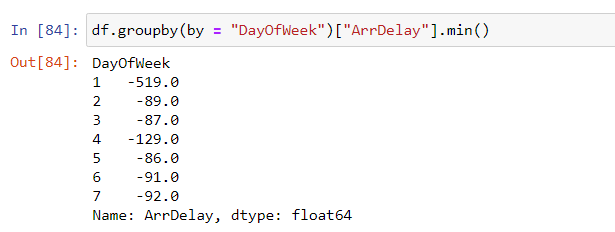 In [84]: df.groupby(by = "DayOfWeek")["ArrDelay"].min()
Out[84]: DayOfWeek
1   -519.0
2    -89.0
3    -87.0
4   -129.0
5    -86.0
6    -91.0
7    -92.0
Name: ArrDelay, dtype: float64